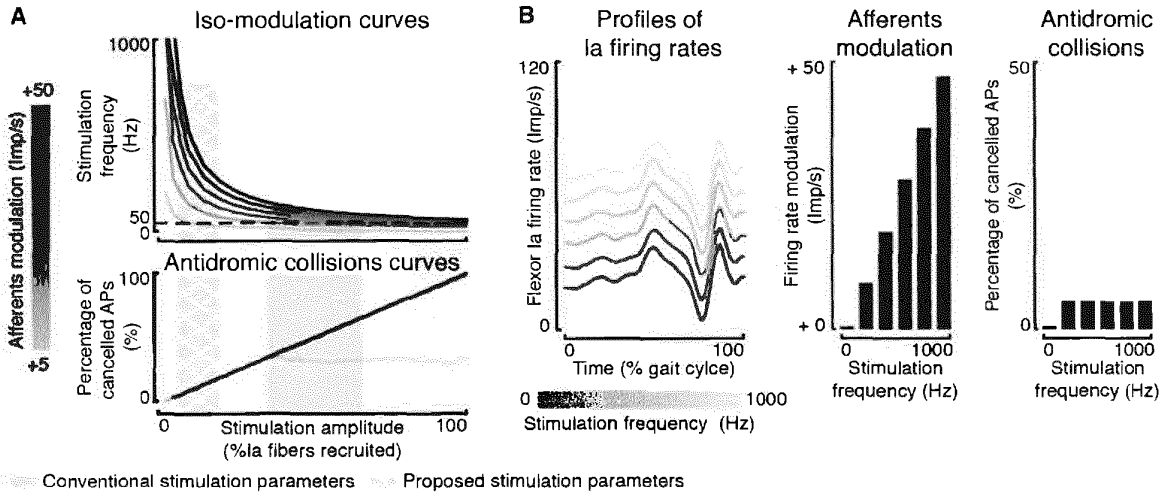 A
Iso-modulation curves
+50
Afferents modulation (Imp/s)
+5
1000
Stimulation
frequency
(Hz)
50
0
Antidromic collisions curves
100
Percentage of
cancelled APs
(%)
0
0
100
Stimulation amplitude
(%Ia fibers recruited)
Conventional stimulation parameters
Proposed stimulation parameters
B
Profiles of
Ia firing rates
120
Flexor Ia firing rate (Imp/s)
0
0
100
Time (% gait cylce)
0
1000
Stimulation frequency (Hz)
Afferents
modulation
+ 50
Firing rate modulation
(Imp/s)
+ 0
0
1000
Stimulation
frequency (Hz)
Antidromic
collisions
50
Percentage of cancelled APs
(%)
0
0
1000
Stimulation
frequency (Hz)